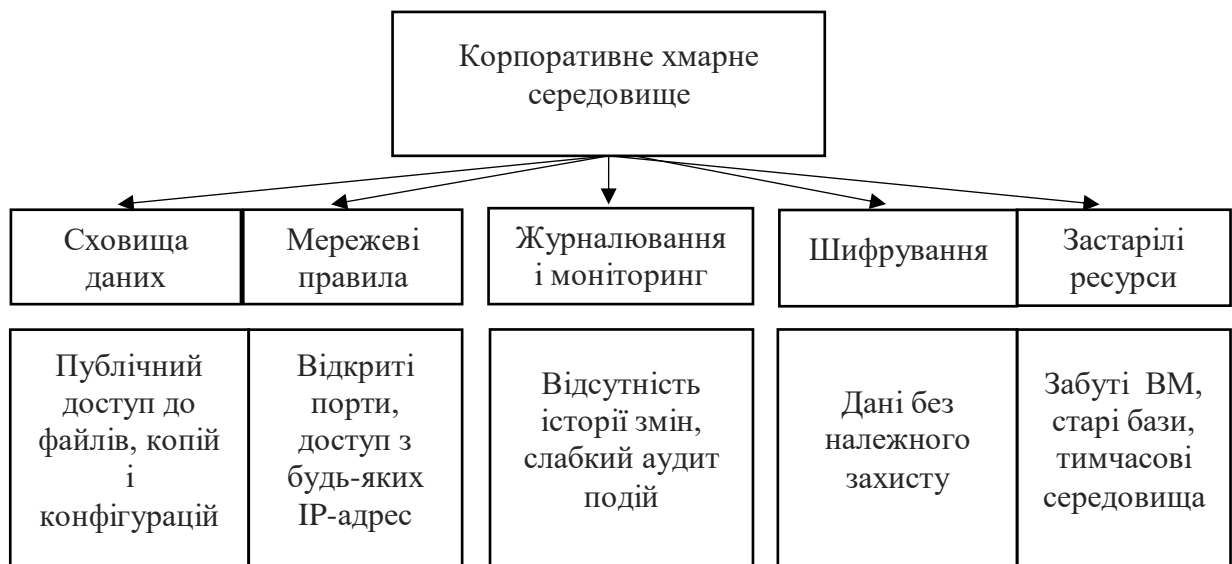 Корпоративне хмарне
середовище
Сховища
даних
Мережеві
правила
Журналювання
і моніторинг
Шифрування
Застарілі
ресурси
Публічний
доступ до
файлів, копій
і
конфігурацій
Відкриті
порти,
доступ з
будь-яких
IP-адрес
Відсутність
історії змін,
слабкий аудит
подій
Дані без
належного
захисту
Забуті ВМ,
старі бази,
тимчасові
середовища